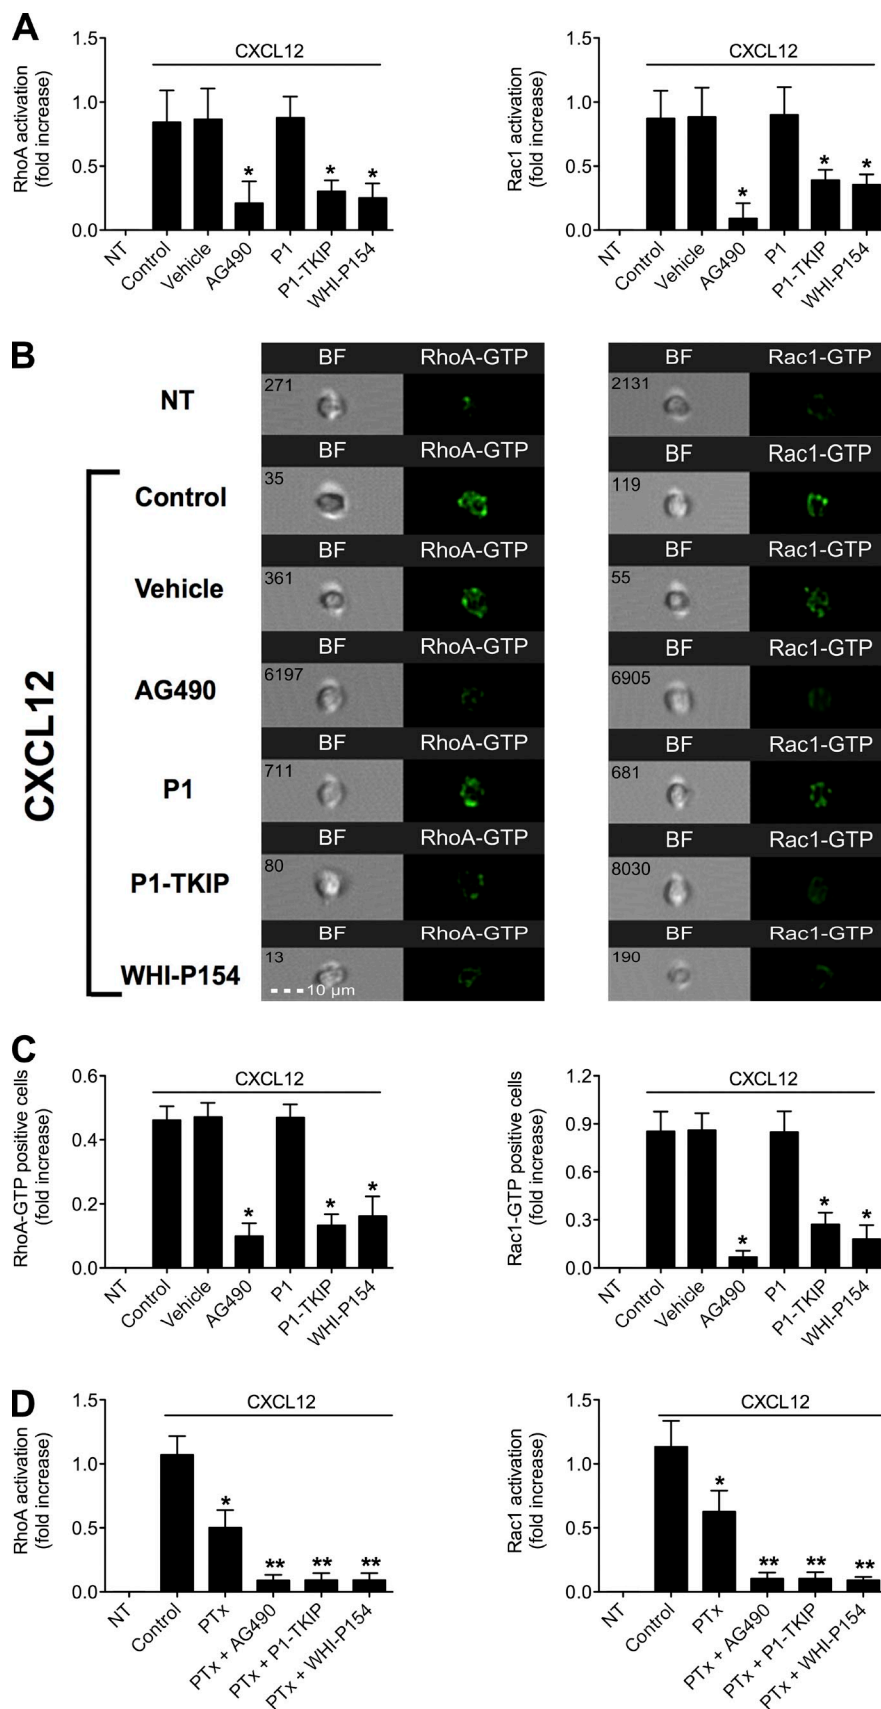 A
CXCL12
RhoA activation
(fold increase)
1.5
1.0
0.5
0.0
*
*
*
NT
Control
Vehicle
AG490
P1
P1-TKIP
WHI-P154
CXCL12
Rac1 activation
(fold increase)
1.5
1.0
0.5
0.0
*
*
*
NT
Control
Vehicle
AG490
P1
P1-TKIP
WHI-P154
B
BF RhoA-GTP BF Rac1-GTP
NT 271 2131
BF RhoA-GTP BF Rac1-GTP
Control 35 119
BF RhoA-GTP BF Rac1-GTP
Vehicle 361 55
BF RhoA-GTP BF Rac1-GTP
AG490 6197 6905
CXCL12
BF RhoA-GTP BF Rac1-GTP
P1 711 681
BF RhoA-GTP BF Rac1-GTP
P1-TKIP 80 8030
BF RhoA-GTP BF Rac1-GTP
WHI-P154 13 190
10 μm
C
CXCL12
RhoA-GTP positive cells
(fold increase)
0.6
0.4
0.2
0.0
*
*
*
NT
Control
Vehicle
AG490
P1
P1-TKIP
WHI-P154
CXCL12
Rac1-GTP positive cells
(fold increase)
1.2
0.9
0.6
0.3
0.0
*
*
*
NT
Control
Vehicle
AG490
P1
P1-TKIP
WHI-P154
D
CXCL12
RhoA activation
(fold increase)
1.5
1.0
0.5
0.0
*
**
**
**
NT
Control
PTx
PTx + AG490
PTx + P1-TKIP
PTx + WHI-P154
CXCL12
Rac1 activation
(fold increase)
1.5
1.0
0.5
0.0
*
**
**
**
NT
Control
PTx
PTx + AG490
PTx + P1-TKIP
PTx + WHI-P154